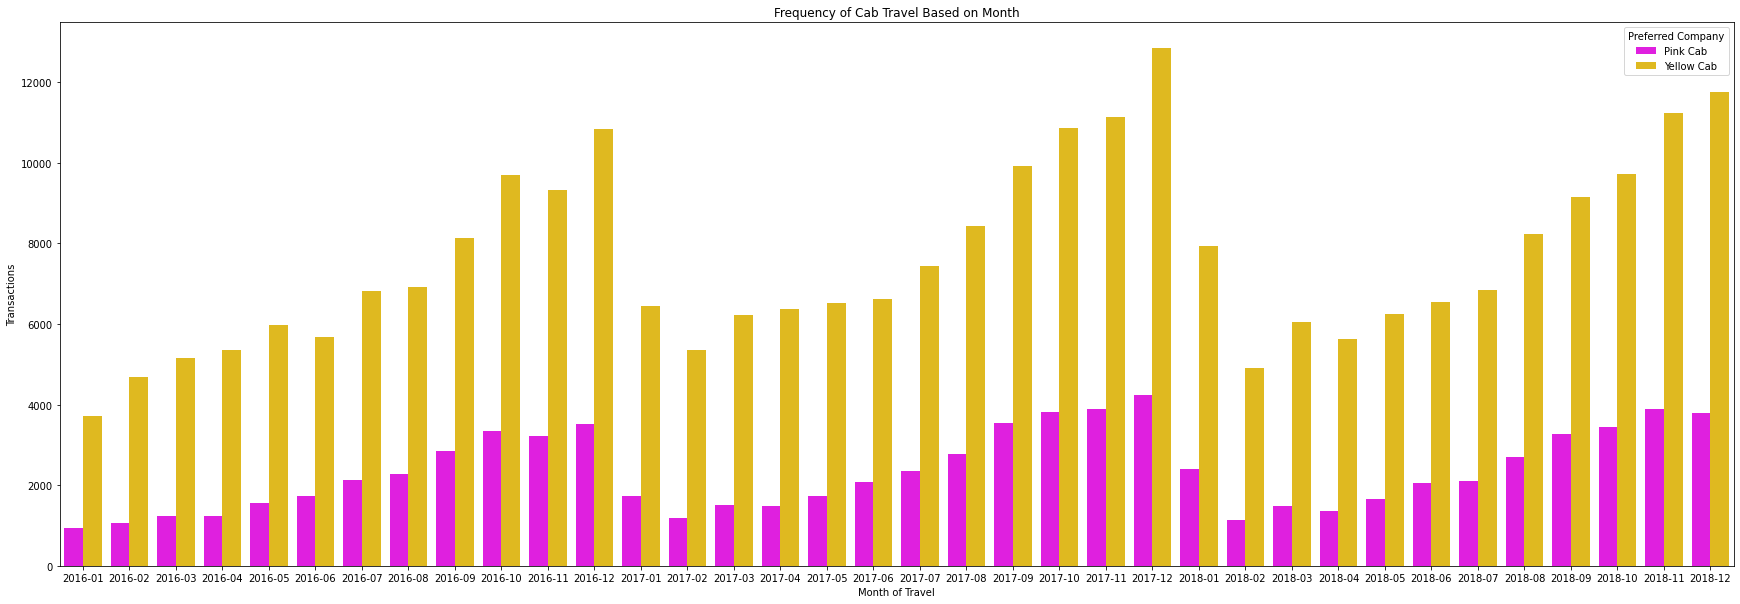 Frequency of Cab Travel Based on Month
Preferred Company
Pink Cab
Yellow Cab
Transactions
12000
10000
8000
6000
4000
2000
0
2016-01 2016-02 2016-03 2016-04 2016-05 2016-06 2016-07 2016-08 2016-09 2016-10 2016-11 2016-12 2017-01 2017-02 2017-03 2017-04 2017-05 2017-06 2017-07 2017-08 2017-09 2017-10 2017-11 2017-12 2018-01 2018-02 2018-03 2018-04 2018-05 2018-06 2018-07 2018-08 2018-09 2018-10 2018-11 2018-12
Month of Travel